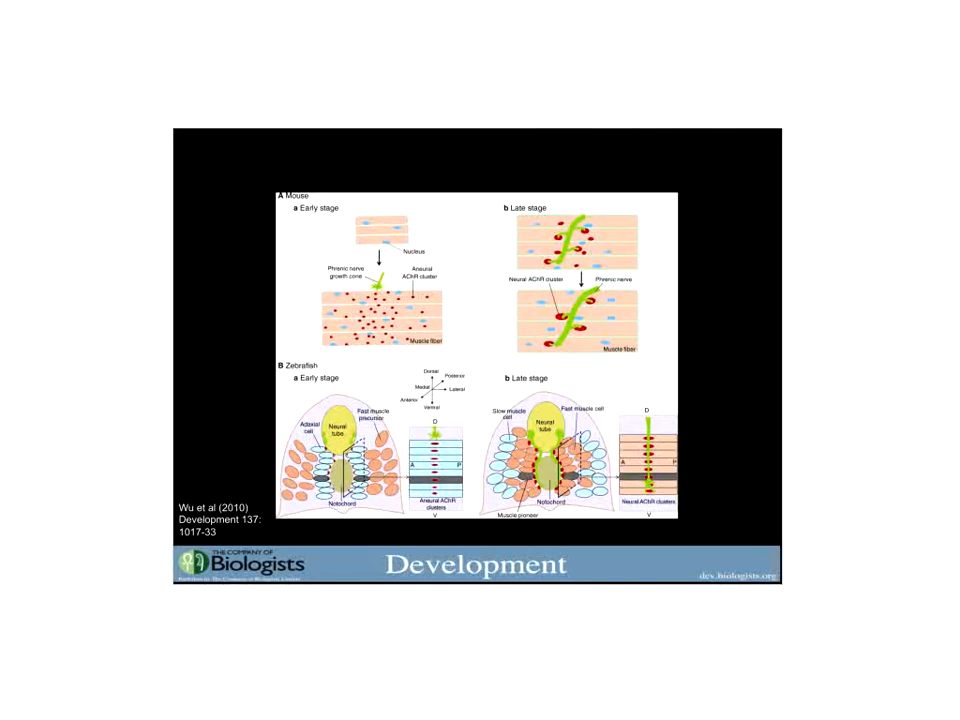 A Mouse
a Early stage
b Late stage
Nucleus
Phrenic nerve
growth cone
Aneural
AChR cluster
Muscle fiber
Neural AChR cluster
Phrenic nerve
Muscle fiber
B Zebrafish
a Early stage
Dorsal
Posterior
Medial
Lateral
Anterior
Ventral
b Late stage
Adaxial
cell
Neural
tube
Fast muscle
precursor
Notochord
D
A
P
Aneural AChR
clusters
V
Slow muscle
cell
Neural
tube
Fast muscle cell
Notochord
Muscle pioneer
D
A
P
Neural AChR clusters
V
Wu et al (2010)
Development 137:
1017-33
THE COMPANY OF
Biologists
Development
dev.biologists.org